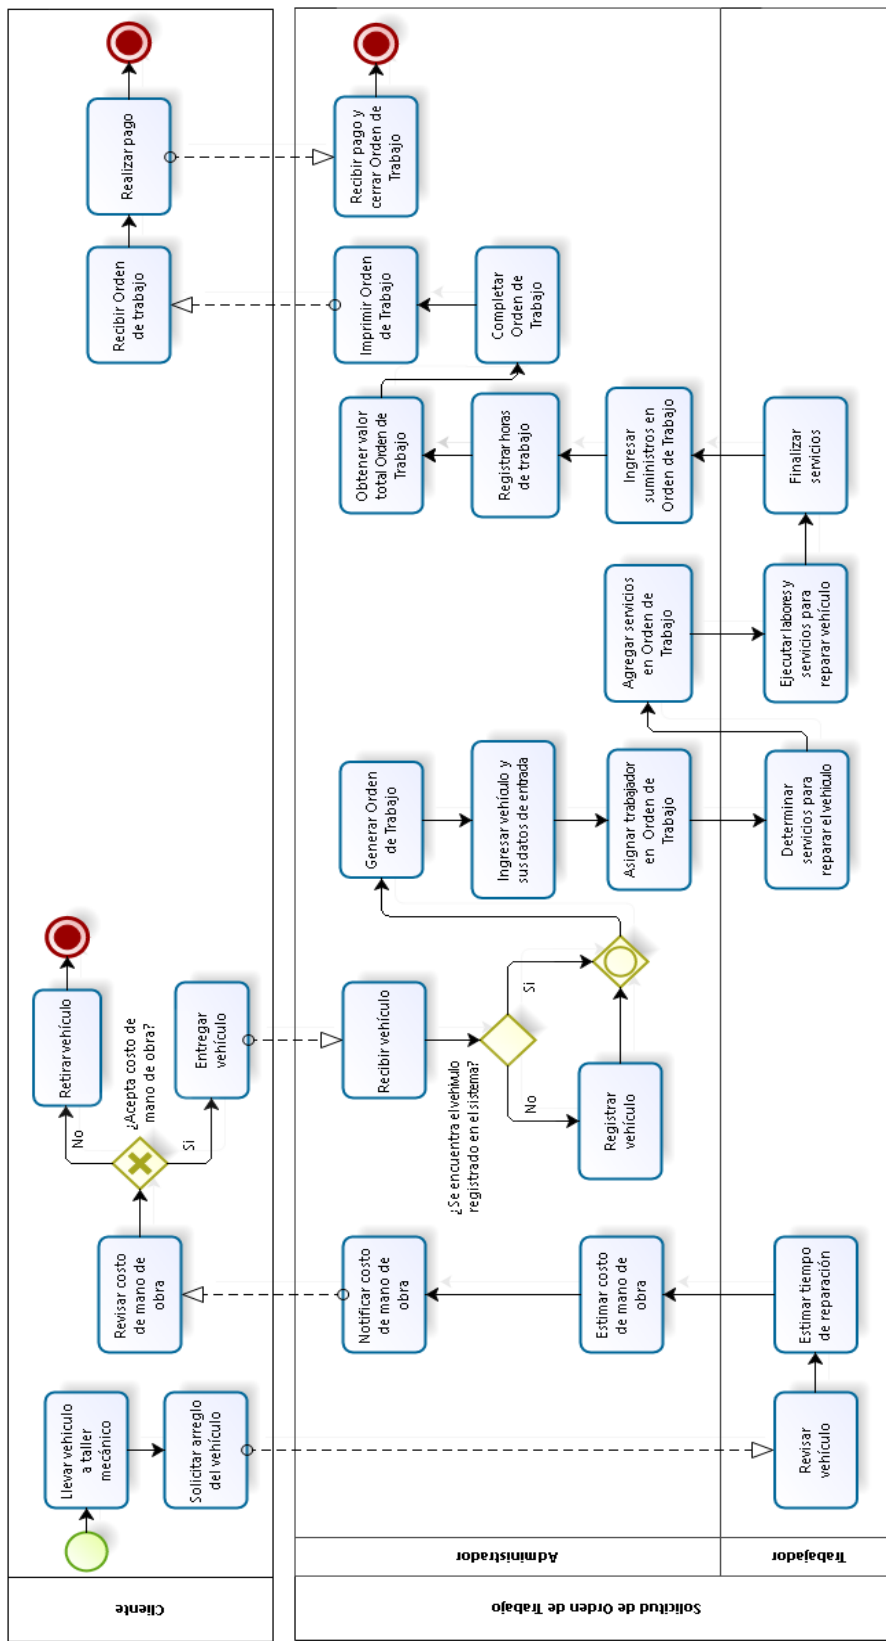 Cliente
Llevar vehículo
a taller
mecánico
Solicitar arreglo
del vehículo
Revisar costo
de mano de
obra
¿Acepta costo de
mano de obra?
No
Si
Retirar vehículo
Entregar
vehículo
Recibir Orden
de trabajo
Realizar pago
Solicitud de Orden de Trabajo
Administrador
Notificar costo
de mano de
obra
Estimar costo
de mano de
obra
Recibir vehículo
¿Se encuentra el vehívulo
registrado en el sistema?
No
Si
Registrar
vehículo
Generar Orden
de Trabajo
Ingresar vehículo y
sus datos de entrada
Asignar trabajador
en Orden de
Trabajo
Agregar servicios
en Orden de
Trabajo
Obtener valor
total Orden de
Trabajo
Registrar horas
de trabajo
Ingresar
suministros en
Orden de Trabajo
Imprimir Orden
de Trabajo
Completar
Orden de
Trabajo
Recibir pago y
cerrar Orden de
Trabajo
Trabajador
Revisar
vehículo
Estimar tiempo
de reparación
Determinar
servicios para
reparar el vehículo
Ejecutar labores y
servicios para
reparar vehículo
Finalizar
servicios